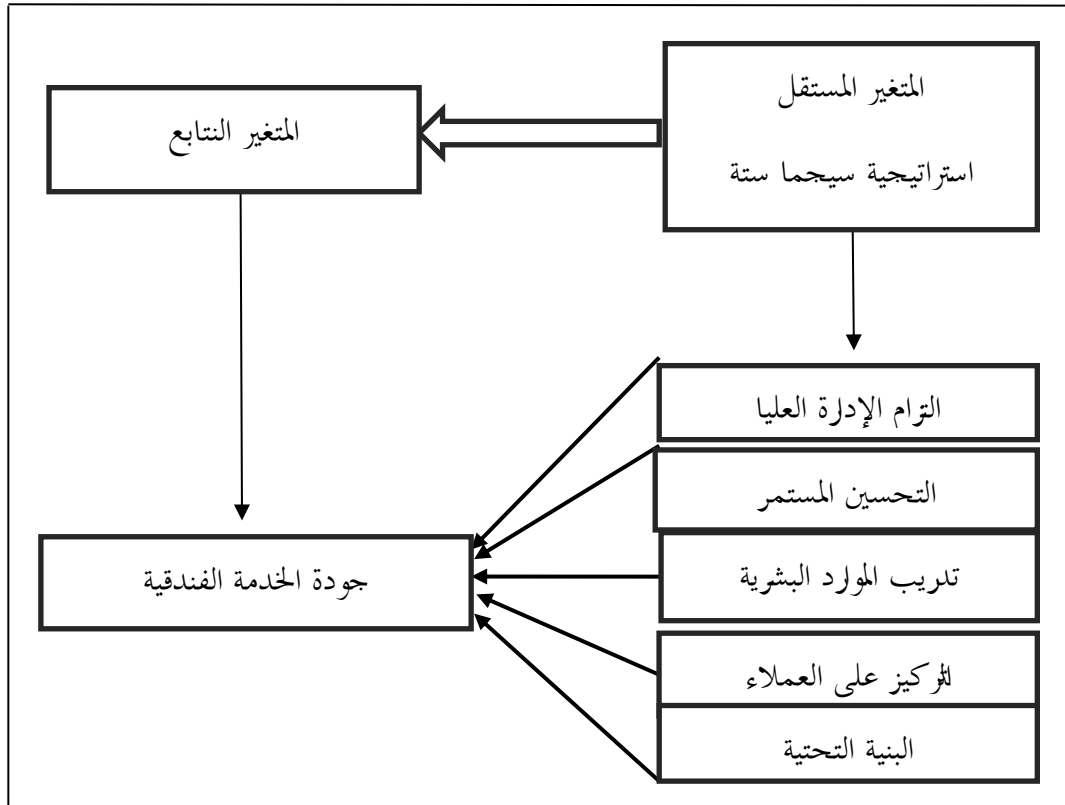 المتغير المستقل
استراتيجية سيجما ستة
المتغير النتابع
التزام الإدارة العليا
التحسين المستمر
تدريب الموارد البشرية
التركيز على العملاء
البنية التحتية
جودة الخدمة الفندقية